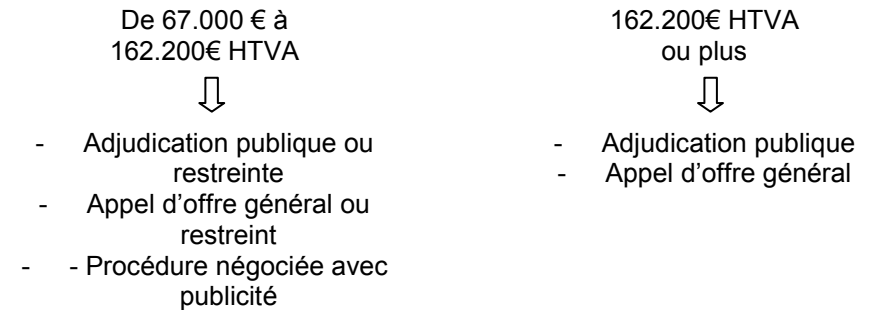 De 67.000 € à
162.200€ HTVA
- Adjudication publique ou
restreinte
- Appel d'offre général ou
restreint
- - Procédure négociée avec
publicité
162.200€ HTVA
ou plus
- Adjudication publique
- Appel d'offre général